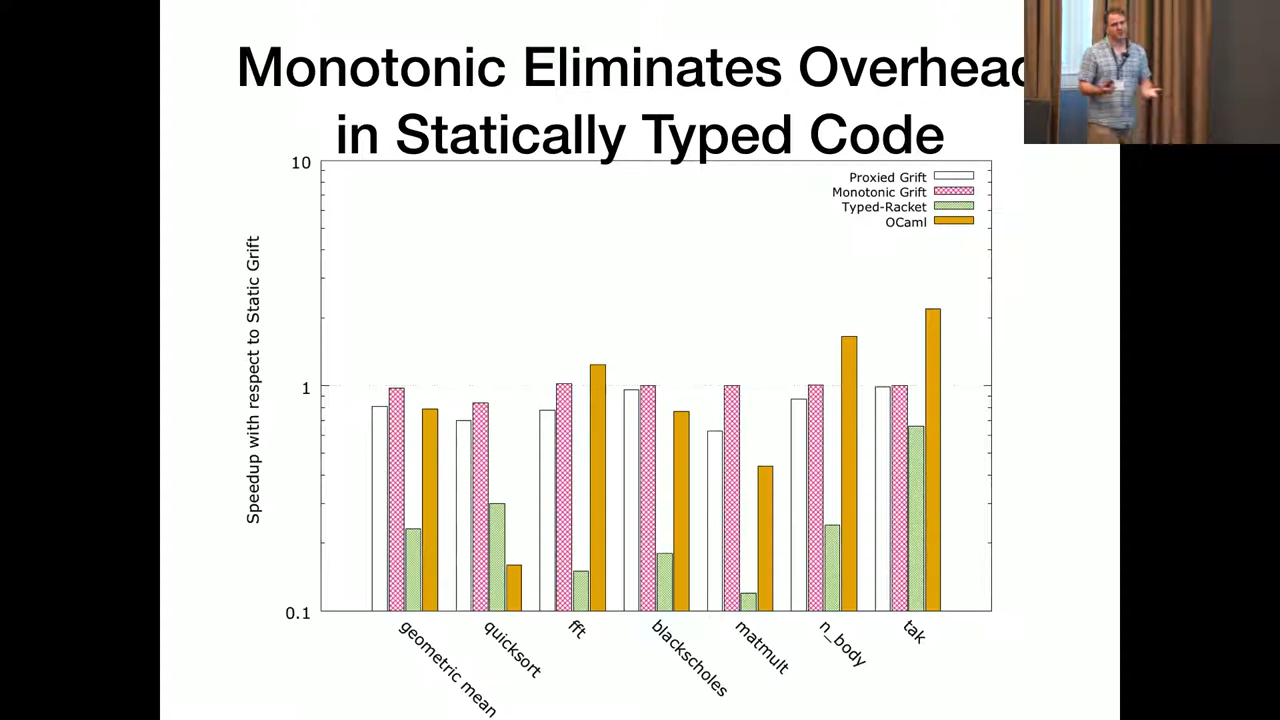 Monotonic Eliminates Overhead
in Statically Typed Code
10
Proxied Grift
Monotonic Grift
Typed-Racket
OCaml
Speedup with respect to Static Grift
1
0.1
geometric mean
quicksort
fft
blackscholes
matmult
n_body
tak